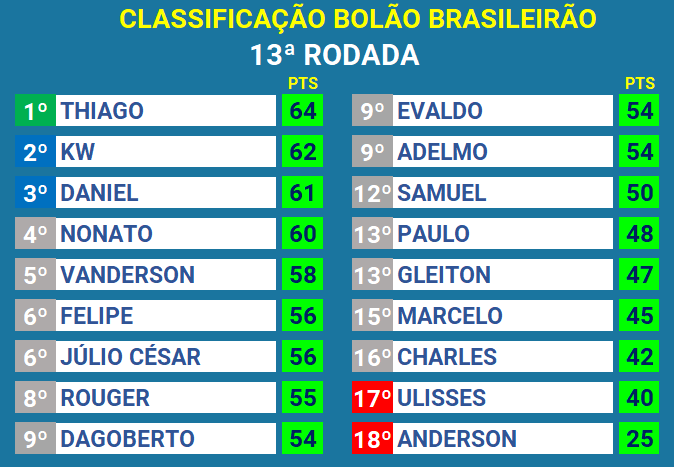 CLASSIFICAÇÃO BOLÃO BRASILEIRÃO
13ª RODADA
PTS
1º THIAGO 64
2º KW 62
3º DANIEL 61
4º NONATO 60
5º VANDERSON 58
6º FELIPE 56
6º JÚLIO CÉSAR 56
8º ROUGER 55
9º DAGOBERTO 54
PTS
9º EVALDO 54
9º ADELMO 54
12º SAMUEL 50
13º PAULO 48
13º GLEITON 47
15º MARCELO 45
16º CHARLES 42
17º ULISSES 40
18º ANDERSON 25